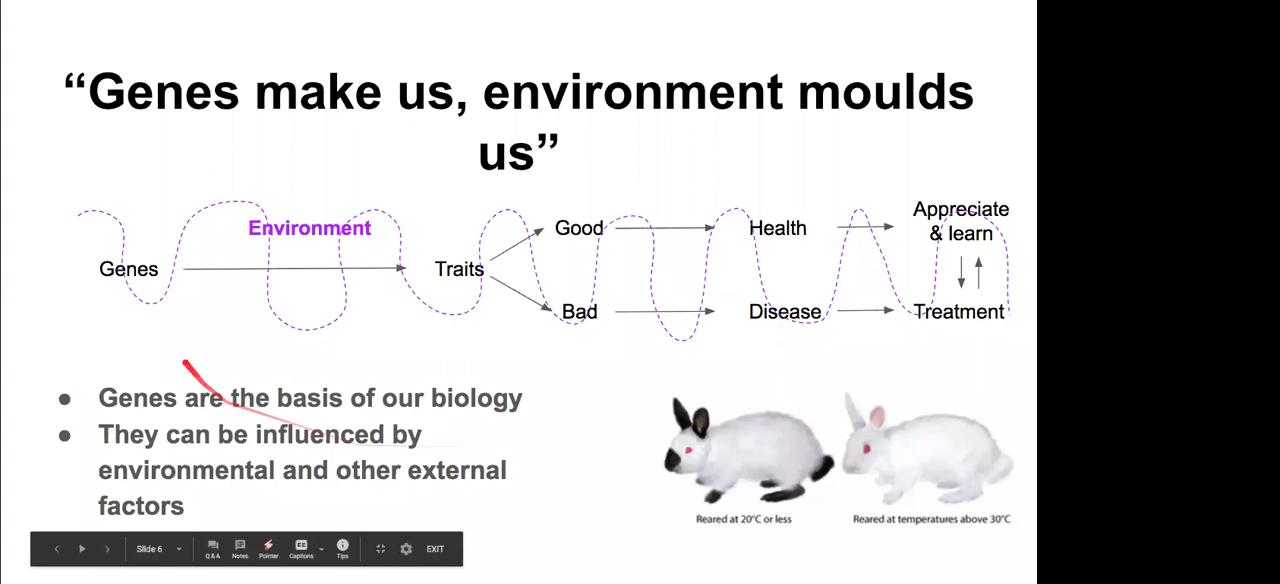 “Genes make us, environment moulds
us”
Environment
Good
Health
Appreciate
& learn
Genes
Traits
Bad
Disease
Treatment
● Genes are the basis of our biology
● They can be influenced by
environmental and other external
factors
Reared at 20°C or less
Reared at temperatures above 30°C
Slide 6
Q & A
Notes
Pointer
Captions
Tips
EXIT